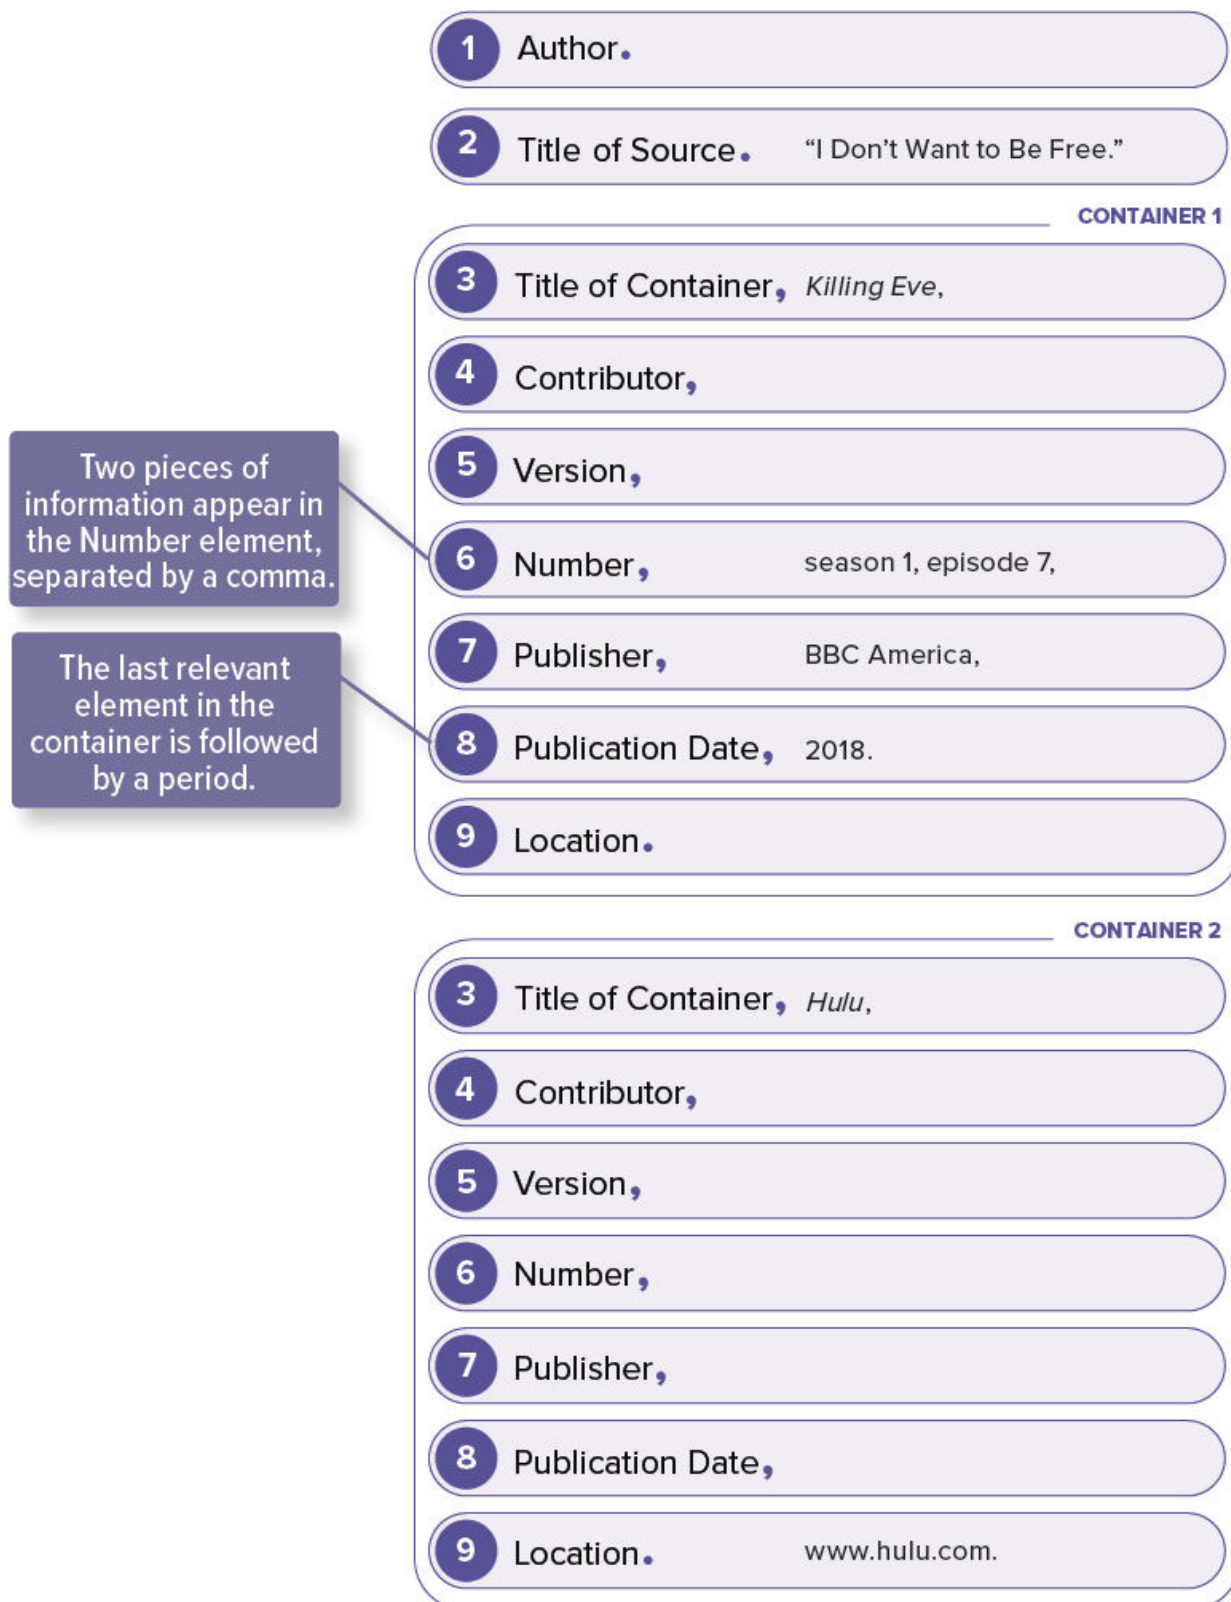 1 Author.
2 Title of Source. “I Don’t Want to Be Free.”
CONTAINER 1
3 Title of Container, Killing Eve,
4 Contributor,
5 Version,
Two pieces of
information appear in
the Number element,
separated by a comma.
6 Number, season 1, episode 7,
7 Publisher, BBC America,
The last relevant
element in the
container is followed
by a period.
8 Publication Date, 2018.
9 Location.
CONTAINER 2
3 Title of Container, Hulu,
4 Contributor,
5 Version,
6 Number,
7 Publisher,
8 Publication Date,
9 Location. www.hulu.com.